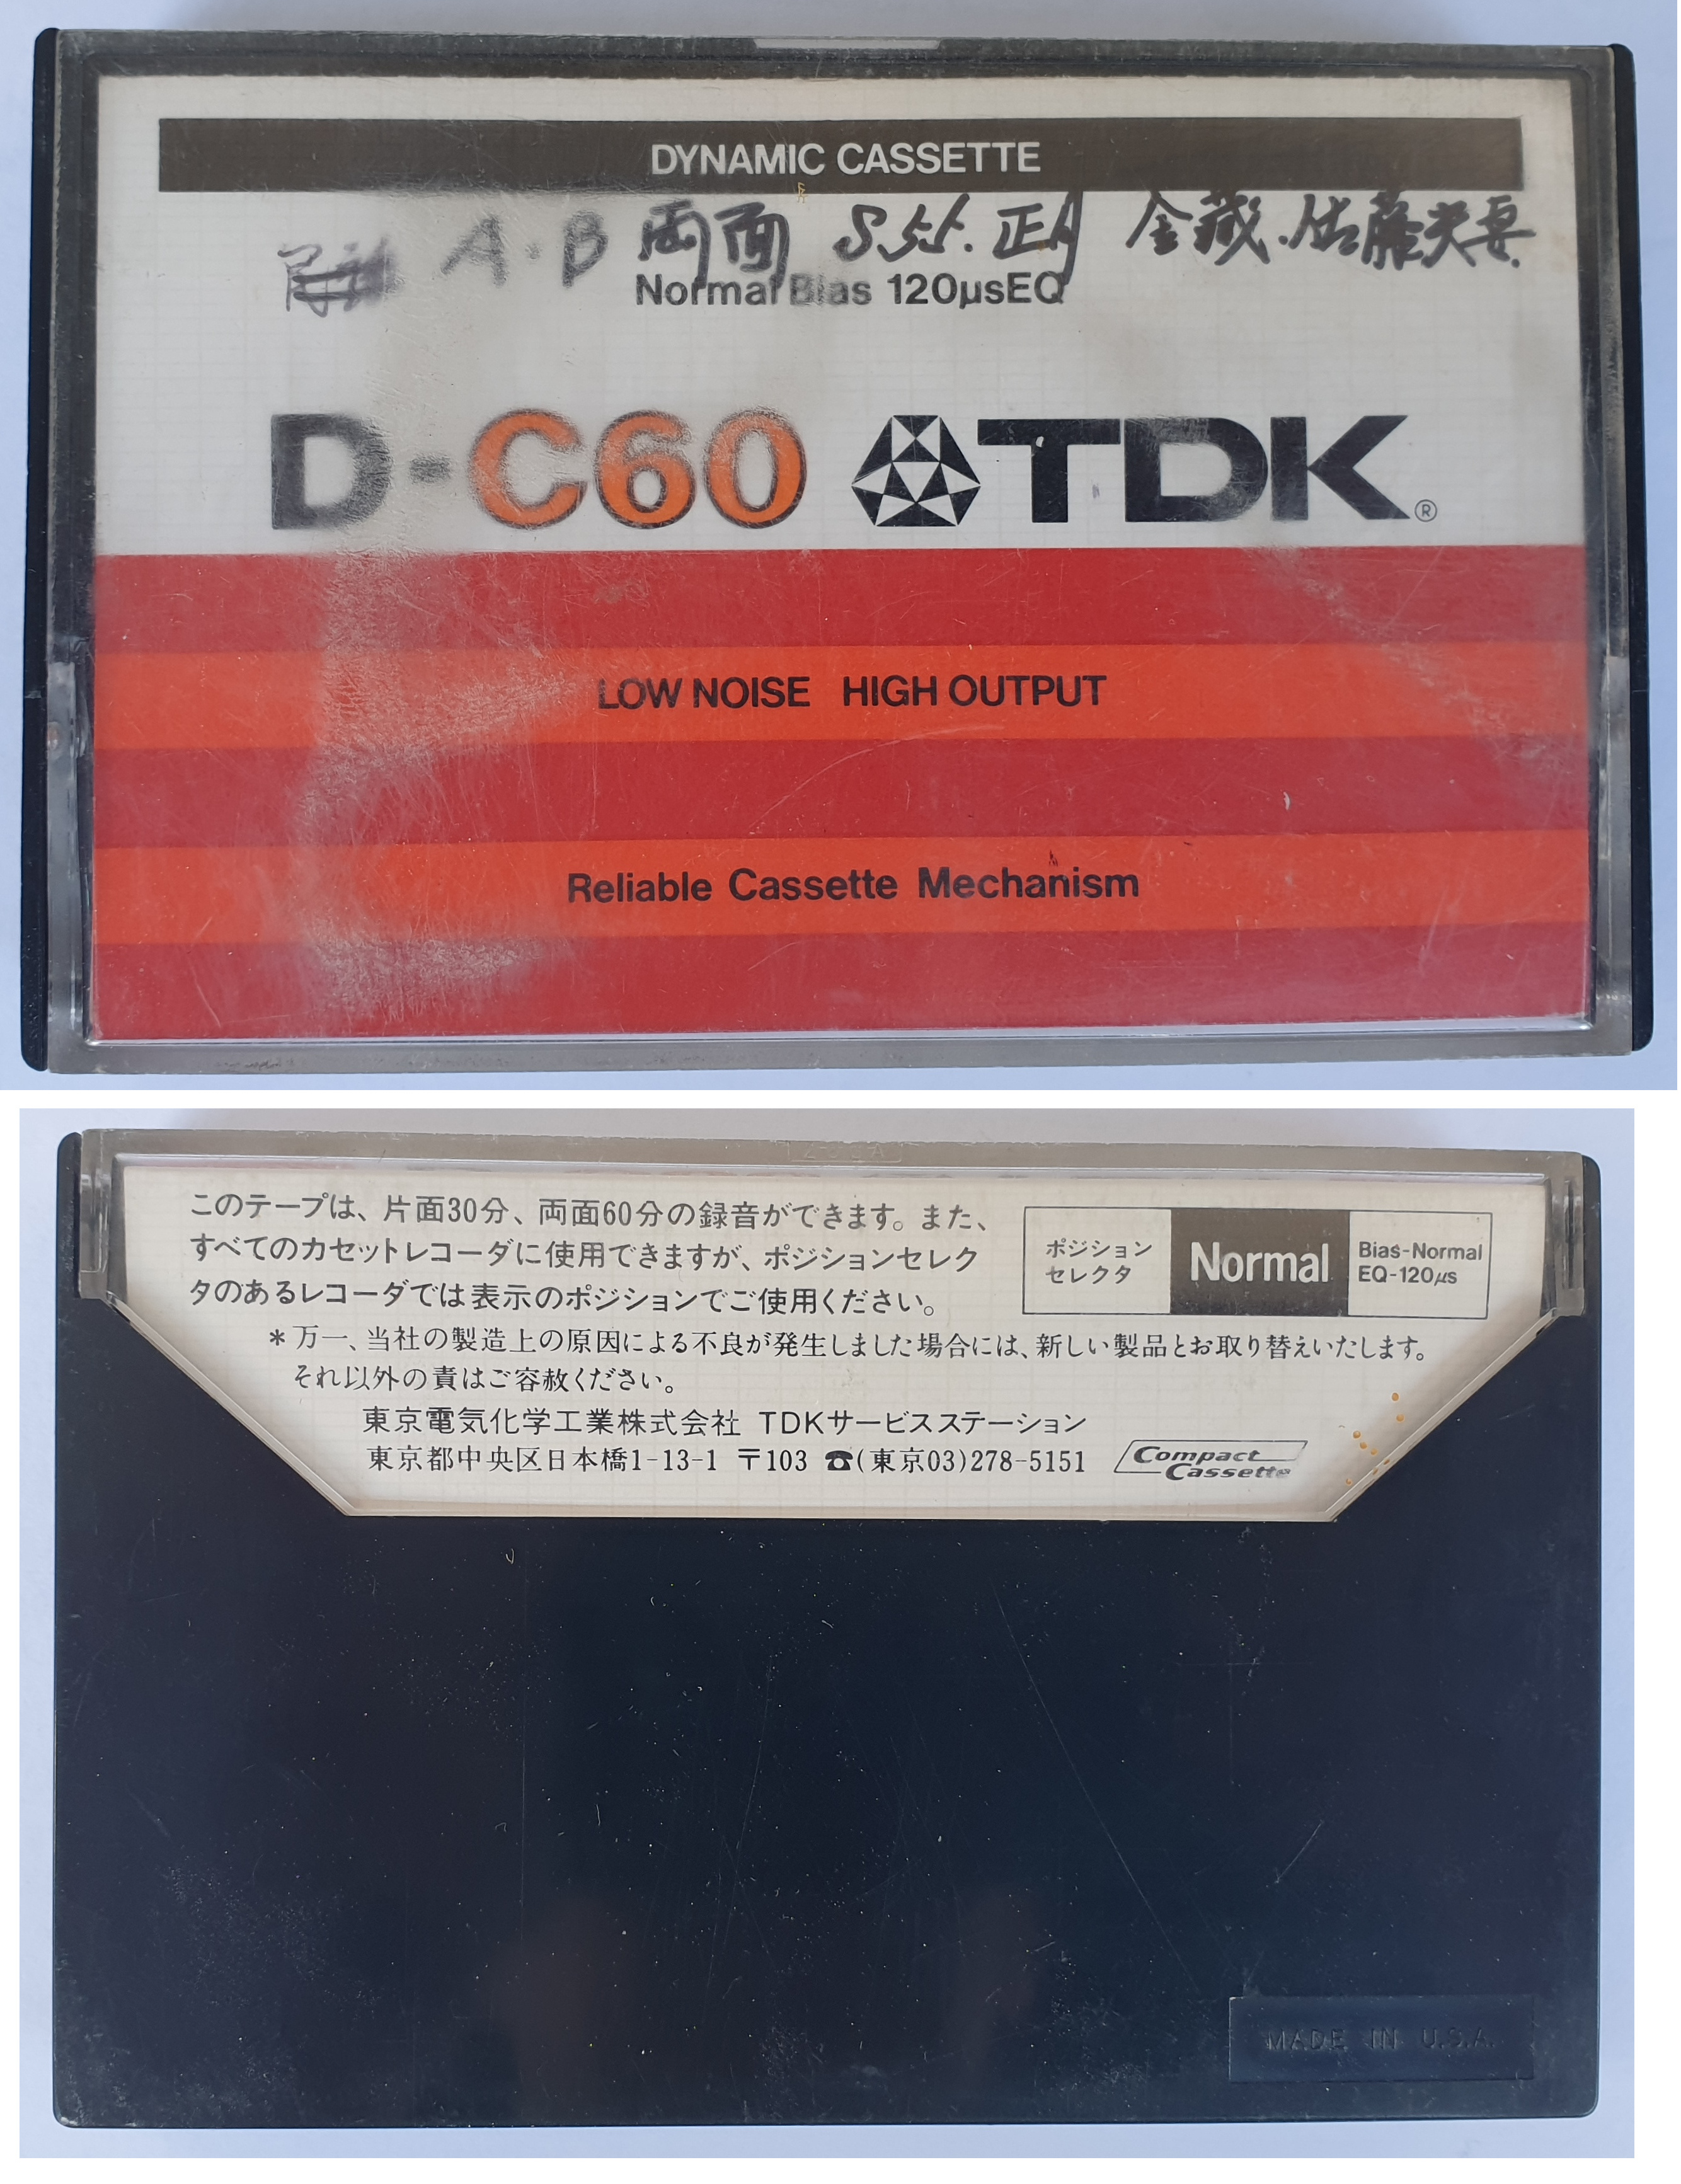 DYNAMIC CASSETTE
A・B 両面 S.55. 正月 金蔵.佐藤夫妻.
Normal Bias 120μsEQ
D-C60 TDK®
LOW NOISE HIGH OUTPUT
Reliable Cassette Mechanism
このテープは、片面30分、両面60分の録音ができます。また、
すべてのカセットレコーダに使用できますが、ポジションセレク
タのあるレコーダでは表示のポジションでご使用ください。
ポジション
セレクタ
Normal
Bias-Normal
EQ-120μs
*万一、当社の製造上の原因による不良が発生しました場合には、新しい製品とお取り替えいたします。
それ以外の責はご容赦ください。
東京電気化学工業株式会社 TDKサービスステーション
東京都中央区日本橋1-13-1 〒103 ☎(東京03)278-5151
Compact
Cassette
MADE IN U.S.A.